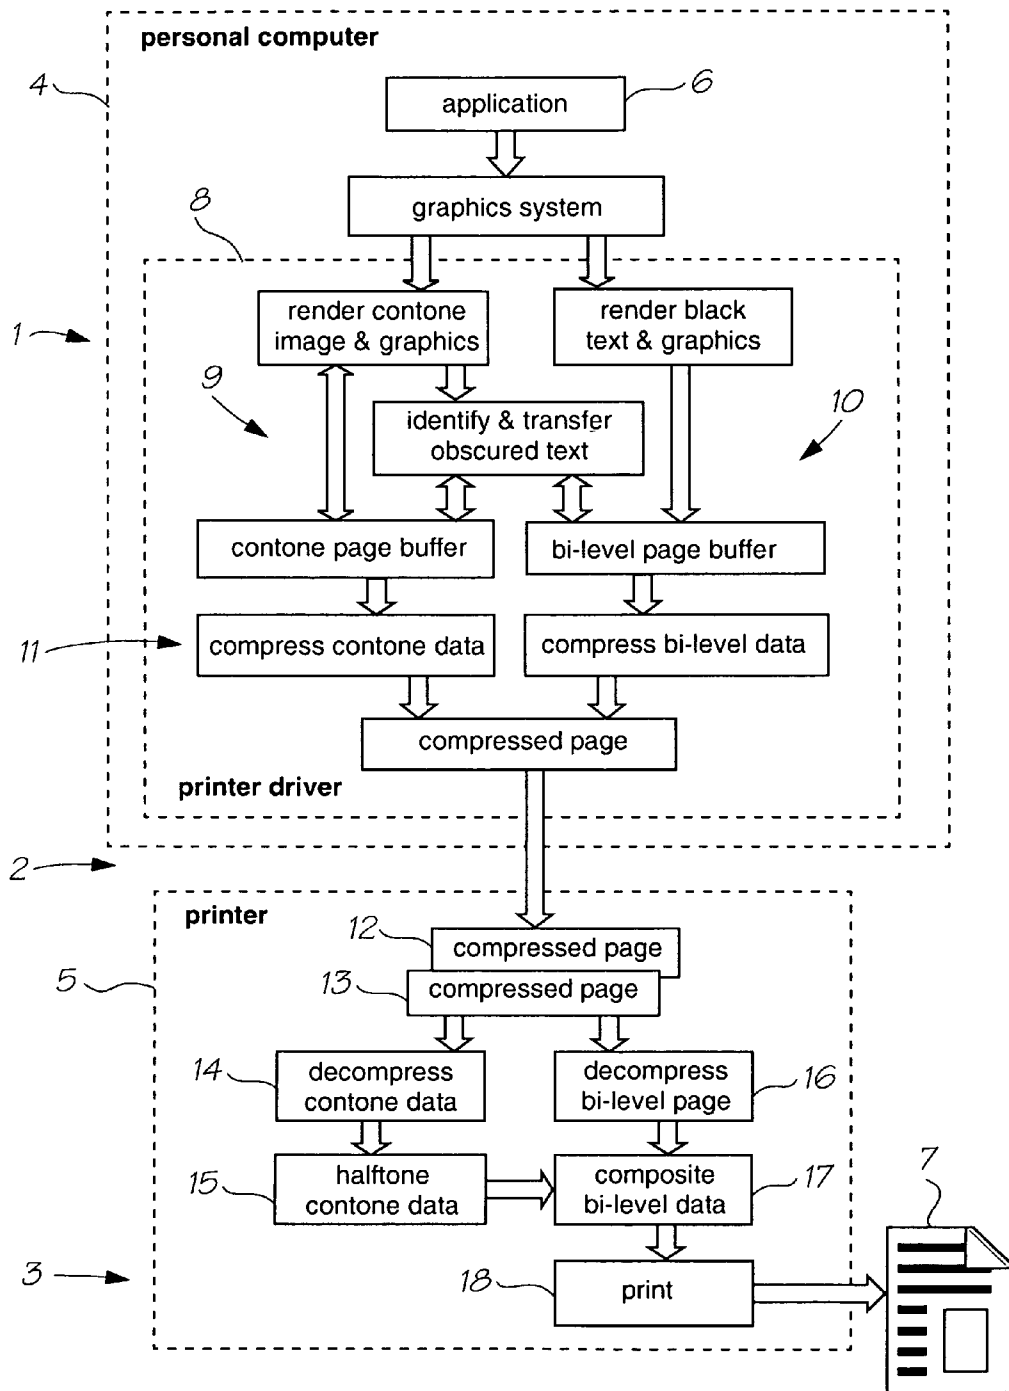 personal computer
4
application
6
graphics system
8
render contone
image & graphics
render black
text & graphics
1
9
identify & transfer
obscured text
10
contone page buffer
bi-level page buffer
11
compress contone data
compress bi-level data
compressed page
printer driver
2
printer
12
compressed page
5
13
compressed page
14
decompress
contone data
decompress
bi-level page
16
15
halftone
contone data
composite
bi-level data
17
7
3
18
print